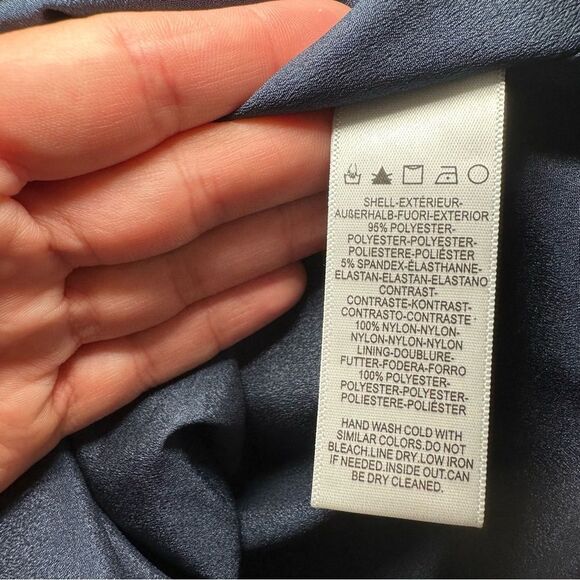 SHELL-EXTÉRIEUR-
AUßERHALB-FUORI-EXTERIOR
95% POLYESTER-
POLYESTER-POLYESTER-
POLIESTERE-POLIÉSTER
5% SPANDEX-ÉLASTHANNE-
ELASTAN-ELASTAN-ELASTANO
CONTRAST-
CONTRASTE-KONTRAST-
CONTRASTO-CONTRASTE
100% NYLON-NYLON-
NYLON-NYLON-NYLON
LINING-DOUBLURE-
FUTTER-FODERA-FORRO
100% POLYESTER-
POLYESTER-POLYESTER-
POLIESTERE-POLIÉSTER
HAND WASH COLD WITH
SIMILAR COLORS.DO NOT
BLEACH.LINE DRY.LOW IRON
IF NEEDED.INSIDE OUT.CAN
BE DRY CLEANED.